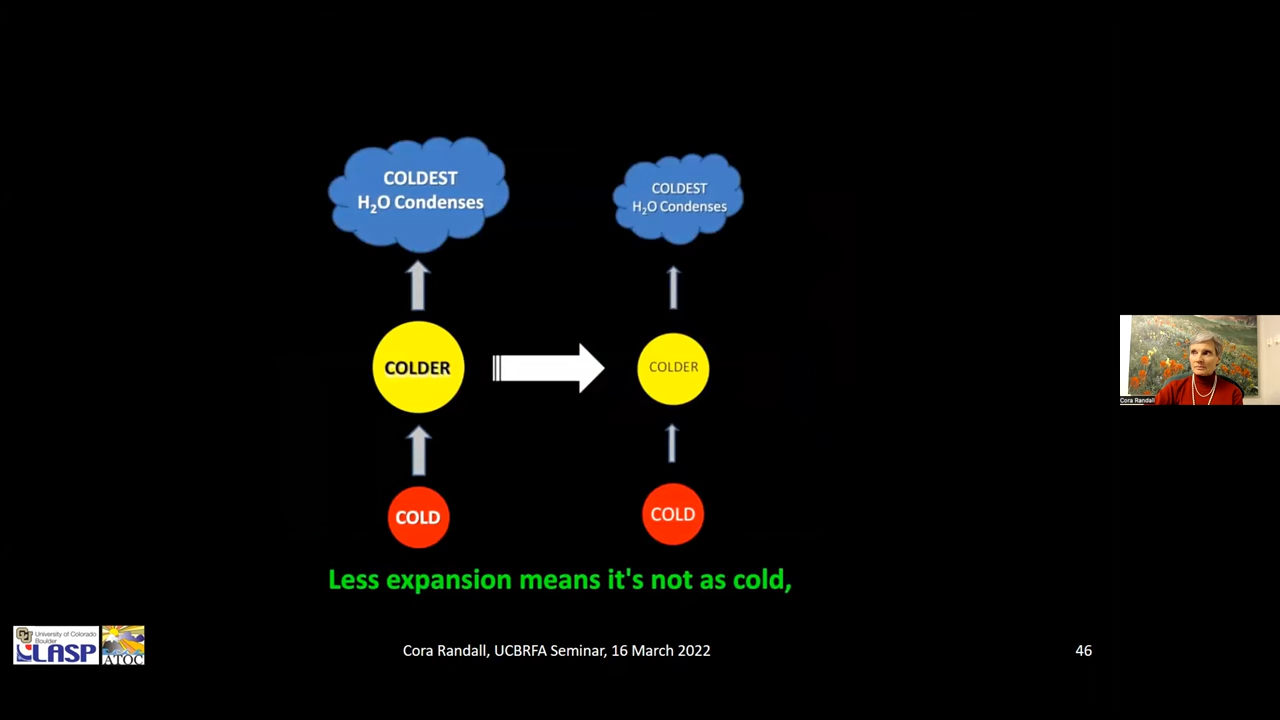 COLDEST
H₂O Condenses
COLDEST
H₂O Condenses
COLDER
COLDER
COLD
COLD
Less expansion means it's not as cold,
Cora Randall
University of Colorado
Boulder
LASP
ATOC
Cora Randall, UCBRFA Seminar, 16 March 2022
46